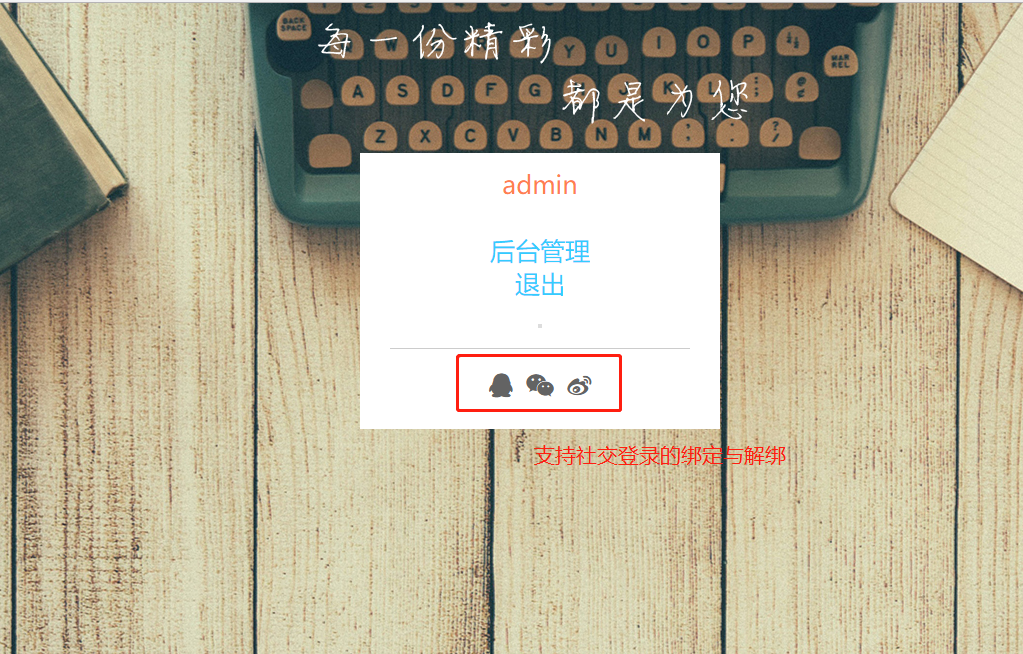 BACK SPACE
W
每一份精彩
Y U I O P
MAR REL
A S D F G J K L
都是为您
Z X C V B N M
admin
后台管理
退出
支持社交登录的绑定与解绑